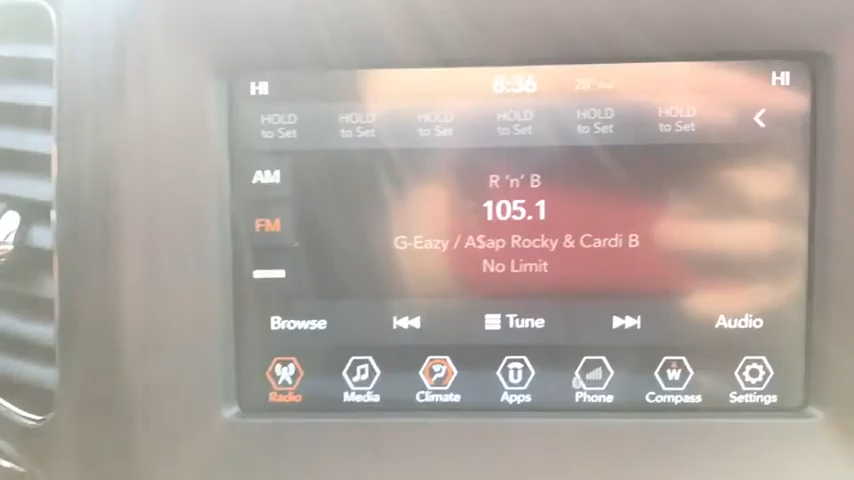 HI 8:36 HI
HOLD to Set HOLD to Set HOLD to Set HOLD to Set HOLD to Set HOLD to Set
AM
FM
R 'n' B
105.1
G-Eazy / A$ap Rocky & Cardi B
No Limit
Browse Tune Audio
W
Radio Media Climate Apps Phone Compass Settings